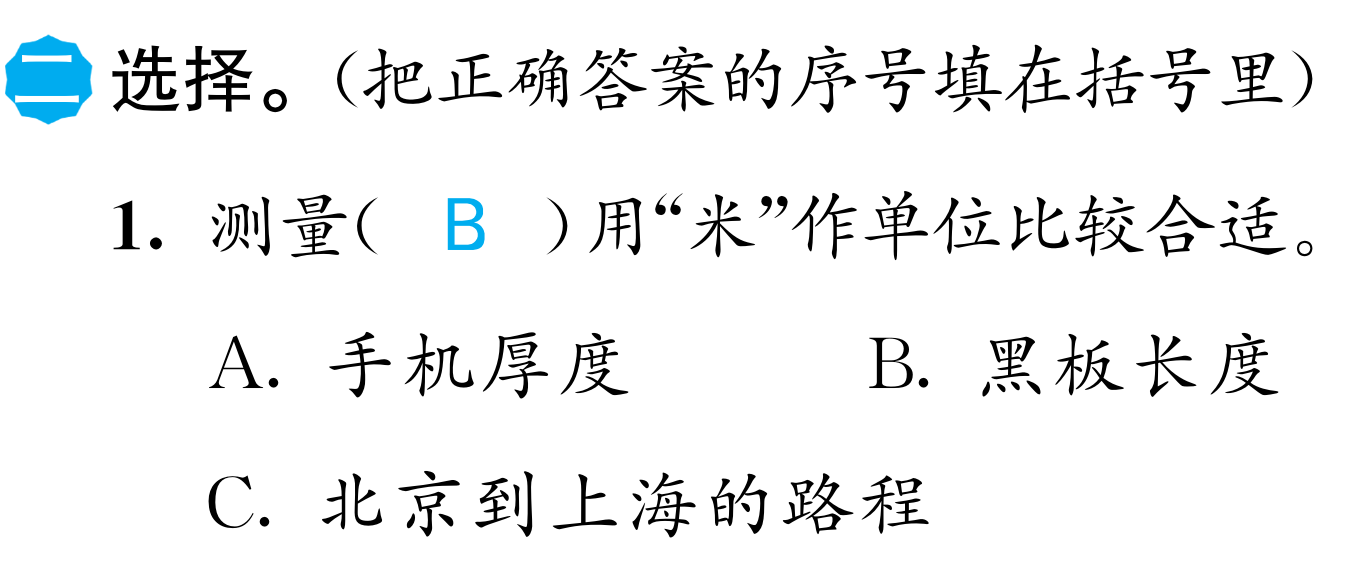 二 选择。(把正确答案的序号填在括号里)
1. 测量( B )用“米”作单位比较合适。
A. 手机厚度 B. 黑板长度
C. 北京到上海的路程